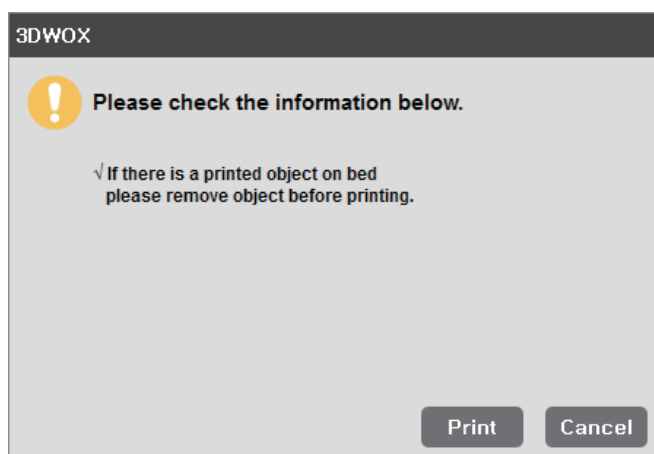 3DWOX
Please check the information below.
√ If there is a printed object on bed
please remove object before printing.
Print
Cancel